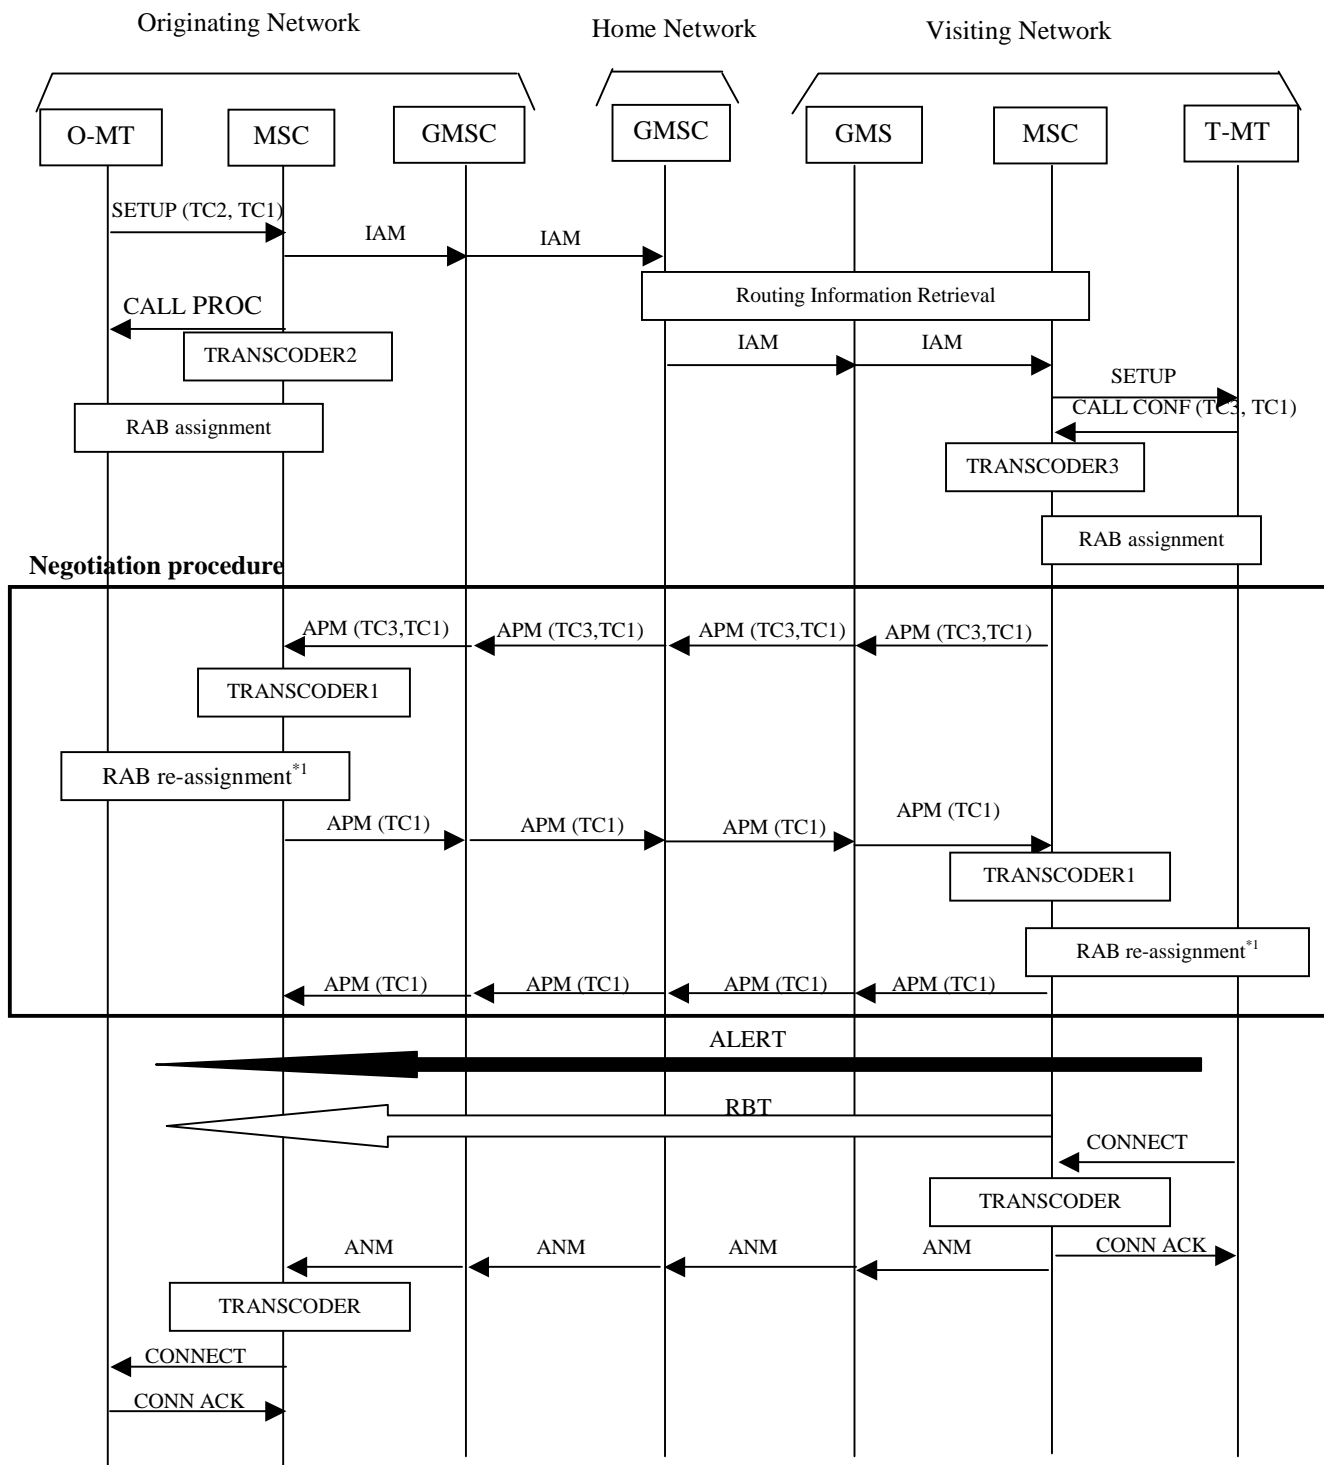 Originating Network
Home Network
Visiting Network
O-MT
MSC
GMSC
GMSC
GMS
MSC
T-MT
SETUP (TC2, TC1)
IAM
IAM
Routing Information Retrieval
CALL PROC
TRANSCODER2
IAM
IAM
SETUP
CALL CONF (TC3, TC1)
RAB assignment
TRANSCODER3
RAB assignment
Negotiation procedure
APM (TC3,TC1)
APM (TC3,TC1)
APM (TC3,TC1)
APM (TC3,TC1)
TRANSCODER1
RAB re-assignment*1
APM (TC1)
APM (TC1)
APM (TC1)
APM (TC1)
TRANSCODER1
RAB re-assignment*1
APM (TC1)
APM (TC1)
APM (TC1)
APM (TC1)
ALERT
RBT
CONNECT
TRANSCODER
ANM
ANM
ANM
ANM
CONN ACK
TRANSCODER
CONNECT
CONN ACK